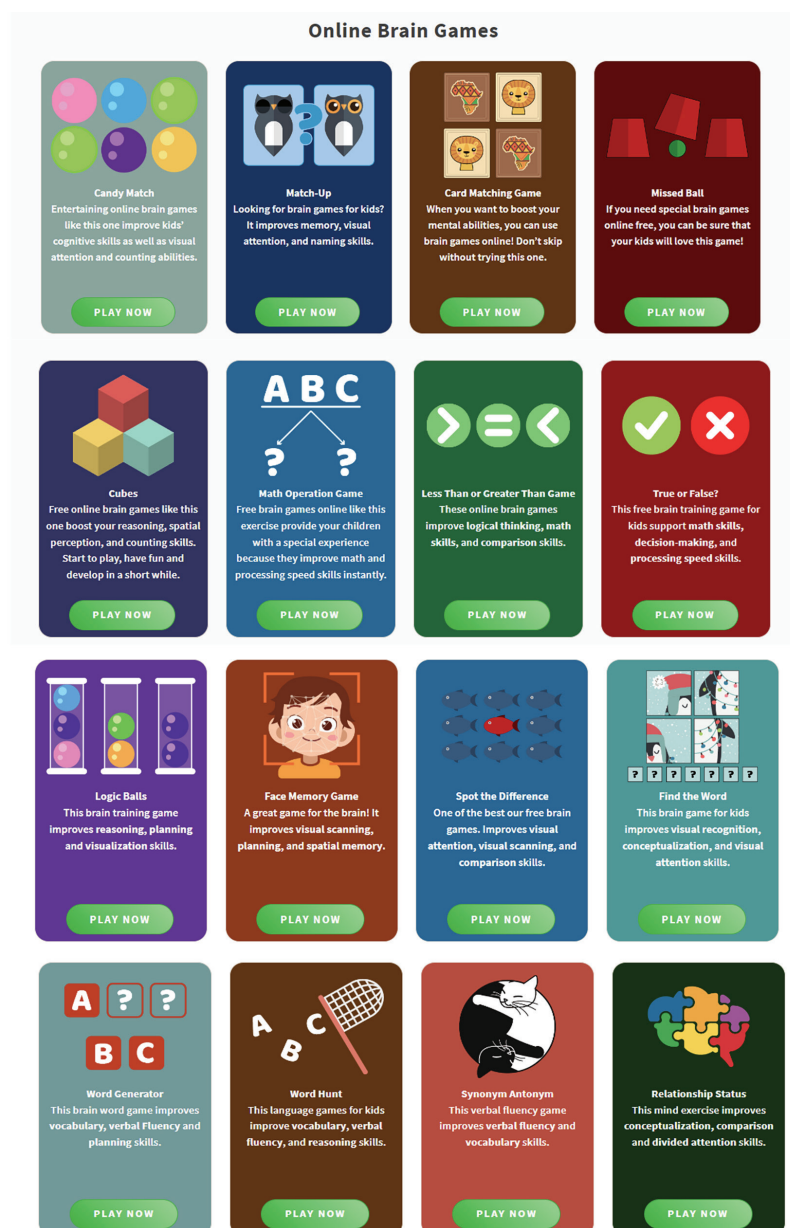 Online Brain Games
Candy Match
Entertaining online brain games
like this one improve kids'
cognitive skills as well as visual
attention and counting abilities.
PLAY NOW
?
Match-Up
Looking for brain games for kids?
It improves memory, visual
attention, and naming skills.
PLAY NOW
Card Matching Game
When you want to boost your
mental abilities, you can use
brain games online! Don't skip
without trying this one.
PLAY NOW
Missed Ball
If you need special brain games
online free, you can be sure that
your kids will love this game!
PLAY NOW
Cubes
Free online brain games like this
one boost your reasoning, spatial
perception, and counting skills.
Start to play, have fun and
develop in a short while.
PLAY NOW
A B C
? ?
Math Operation Game
Free brain games online like this
exercise provide your children
with a special experience
because they improve math and
processing speed skills instantly.
PLAY NOW
> = <
Less Than or Greater Than Game
These online brain games
improve logical thinking, math
skills, and comparison skills.
PLAY NOW
True or False?
This free brain training game for
kids support math skills,
decision-making, and
processing speed skills.
PLAY NOW
Logic Balls
This brain training game
improves reasoning, planning
and visualization skills.
PLAY NOW
Face Memory Game
A great game for the brain! It
improves visual scanning,
planning, and spatial memory.
PLAY NOW
Spot the Difference
One of the best our free brain
games. Improves visual
attention, visual scanning, and
comparison skills.
PLAY NOW
? ? ? ? ? ? ?
Find the Word
This brain game for kids
improves visual recognition,
conceptualization, and visual
attention skills.
PLAY NOW
A ? ?
B C
Word Generator
This brain word game improves
vocabulary, verbal Fluency and
planning skills.
PLAY NOW
A B C
Word Hunt
This language games for kids
improve vocabulary, verbal
fluency, and reasoning skills.
PLAY NOW
Synonym Antonym
This verbal fluency game
improves verbal fluency and
vocabulary skills.
PLAY NOW
Relationship Status
This mind exercise improves
conceptualization, comparison
and divided attention skills.
PLAY NOW